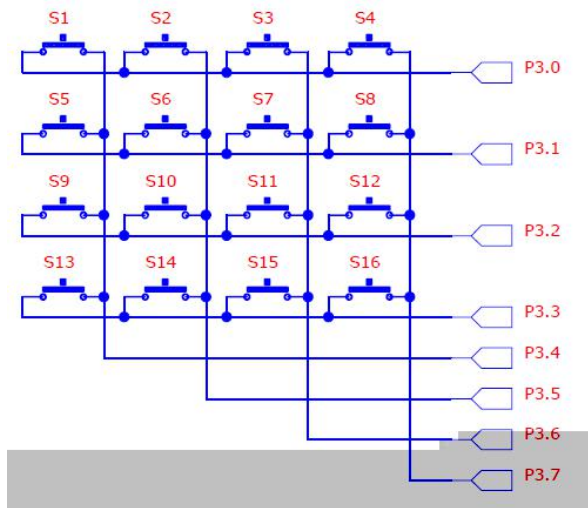 S1 S2 S3 S4
P3.0
S5 S6 S7 S8
P3.1
S9 S10 S11 S12
P3.2
S13 S14 S15 S16
P3.3
P3.4
P3.5
P3.6
P3.7